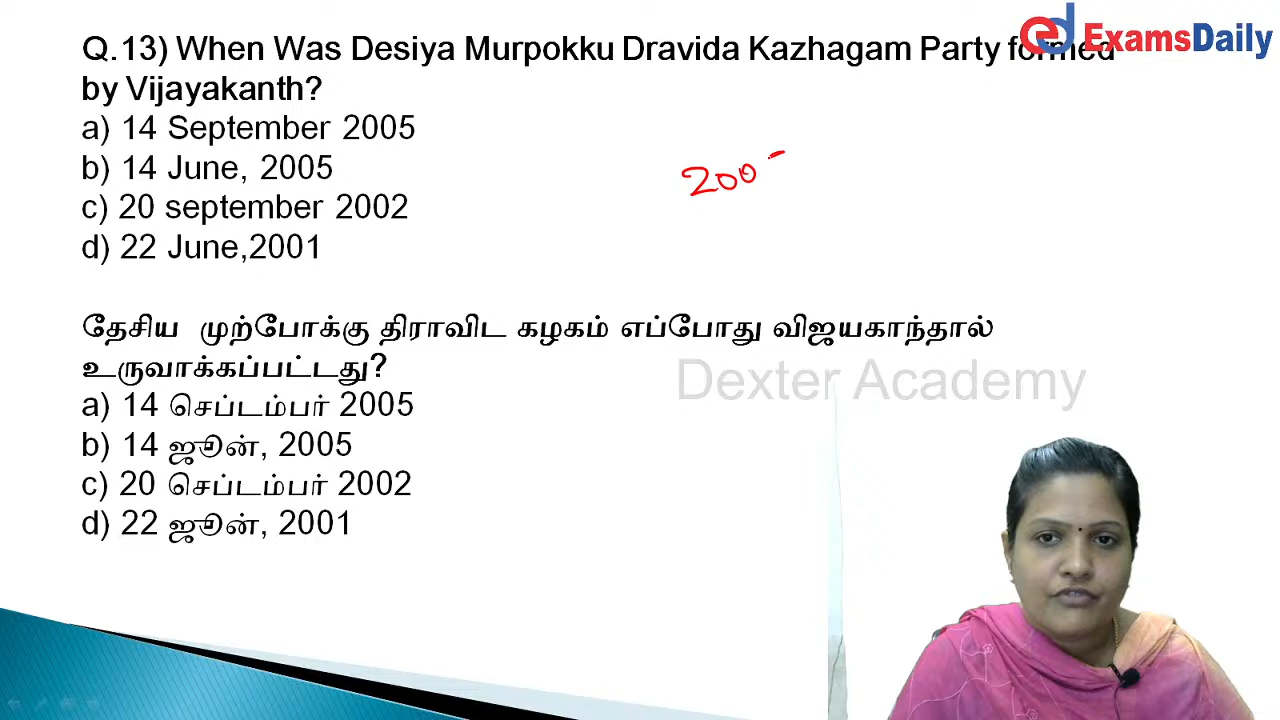 Q.13) When Was Desiya Murpokku Dravida Kazhagam Party formed
ExamsDaily
by Vijayakanth?
a) 14 September 2005
b) 14 June, 2005
c) 20 september 2002
d) 22 June,2001
200
தேசிய முற்போக்கு திராவிட கழகம் எப்போது விஜயகாந்தால்
உருவாக்கப்பட்டது?
a) 14 செப்டம்பர் 2005
b) 14 ஜூன், 2005
c) 20 செப்டம்பர் 2002
d) 22 ஜூன், 2001
Dexter Academy